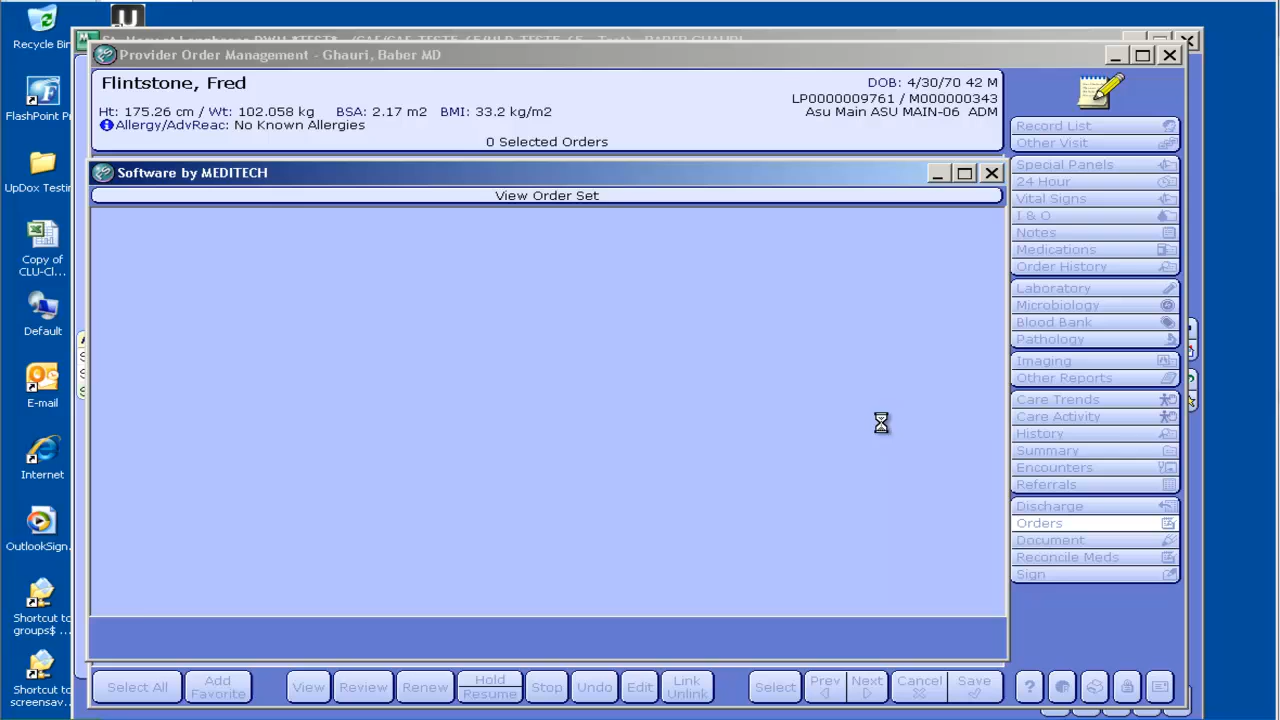 Recycle Bin
Provider Order Management - Ghauri, Baber MD
Flintstone, Fred
DOB: 4/30/70 42 M
Ht: 175.26 cm / Wt: 102.058 kg BSA: 2.17 m2 BMI: 33.2 kg/m2
LP0000009761 / M000000343
Allergy/AdvReac: No Known Allergies
Asu Main ASU MAIN-06 ADM
0 Selected Orders
Software by MEDITECH
View Order Set
FlashPoint Pr
UpDox Testin
Copy of
CLU-Cl...
Default
E-mail
Internet
OutlookSign.
Shortcut to
groups$ ...
Shortcut to
screensav...
Record List
Other Visit
Special Panels
24 Hour
Vital Signs
I & O
Notes
Medications
Order History
Laboratory
Microbiology
Blood Bank
Pathology
Imaging
Other Reports
Care Trends
Care Activity
History
Summary
Encounters
Referrals
Discharge
Orders
Document
Reconcile Meds
Sign
Select All
Add
Favorite
View
Review
Renew
Hold
Resume
Stop
Undo
Edit
Link
Unlink
Select
Prev
Next
Cancel
Save
?